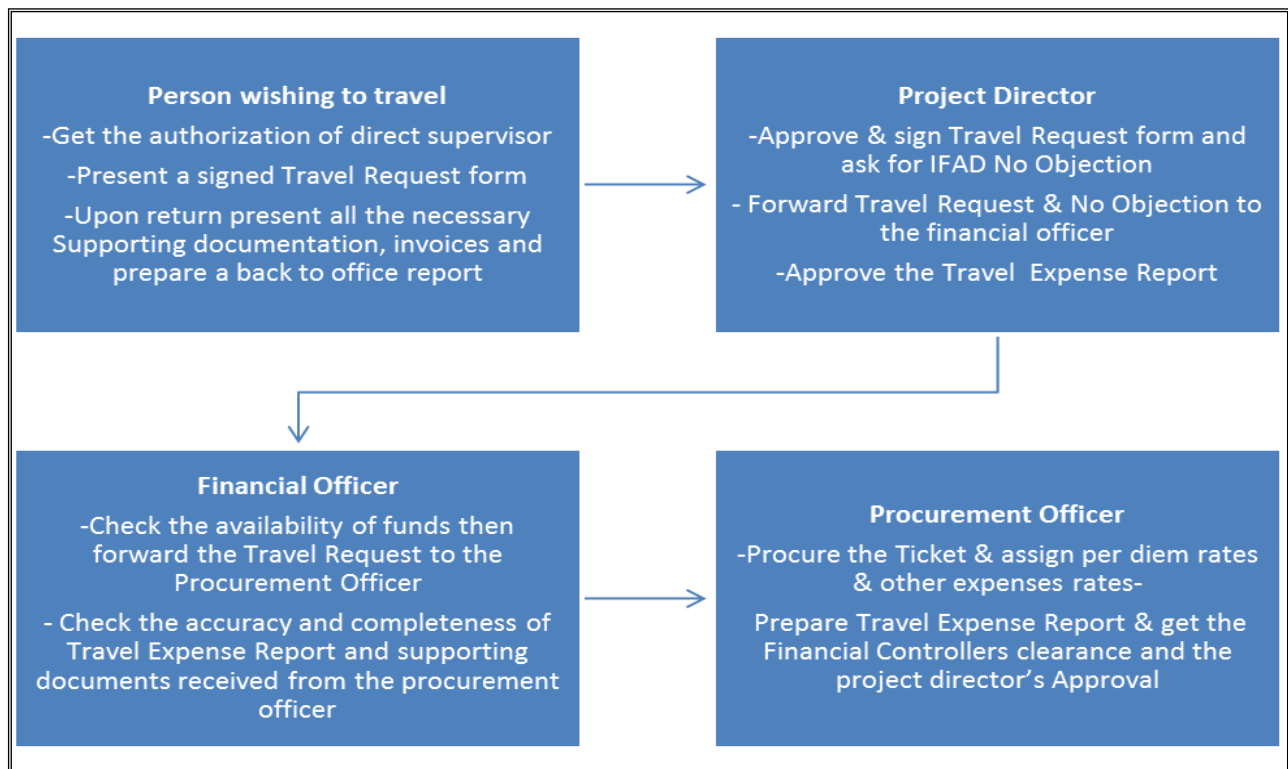 Person wishing to travel
-Get the authorization of direct supervisor
-Present a signed Travel Request form
-Upon return present all the necessary
Supporting documentation, invoices and
prepare a back to office report
Project Director
-Approve & sign Travel Request form and
ask for IFAD No Objection
- Forward Travel Request & No Objection to
the financial officer
-Approve the Travel Expense Report
Financial Officer
-Check the availability of funds then
forward the Travel Request to the
Procurement Officer
- Check the accuracy and completeness of
Travel Expense Report and supporting
documents received from the procurement
officer
Procurement Officer
-Procure the Ticket & assign per diem rates
& other expenses rates-
Prepare Travel Expense Report & get the
Financial Controllers clearance and the
project director’s Approval